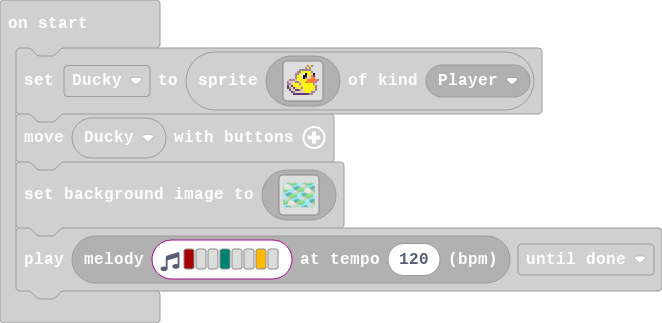 on start
set Ducky to sprite of kind Player
move Ducky with buttons
set background image to
play melody at tempo 120 (bpm) until done